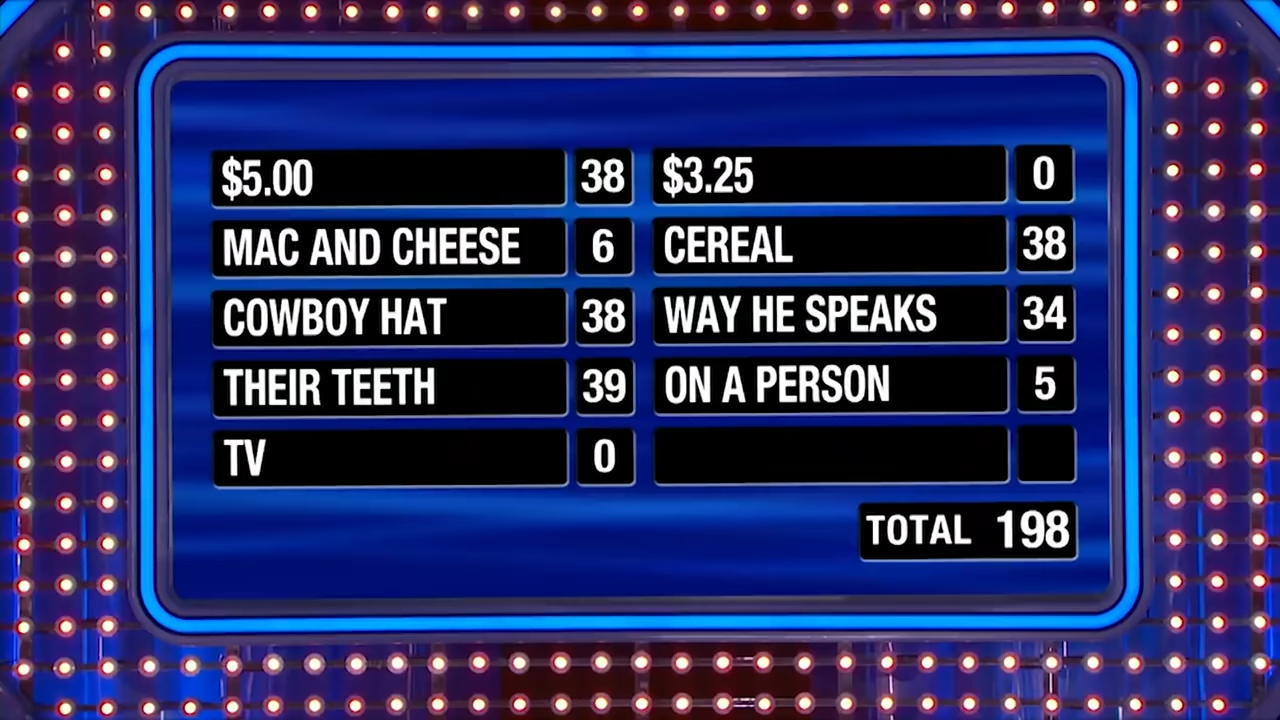 $5.00 38 $3.25 0
MAC AND CHEESE 6 CEREAL 38
COWBOY HAT 38 WAY HE SPEAKS 34
THEIR TEETH 39 ON A PERSON 5
TV 0
TOTAL 198